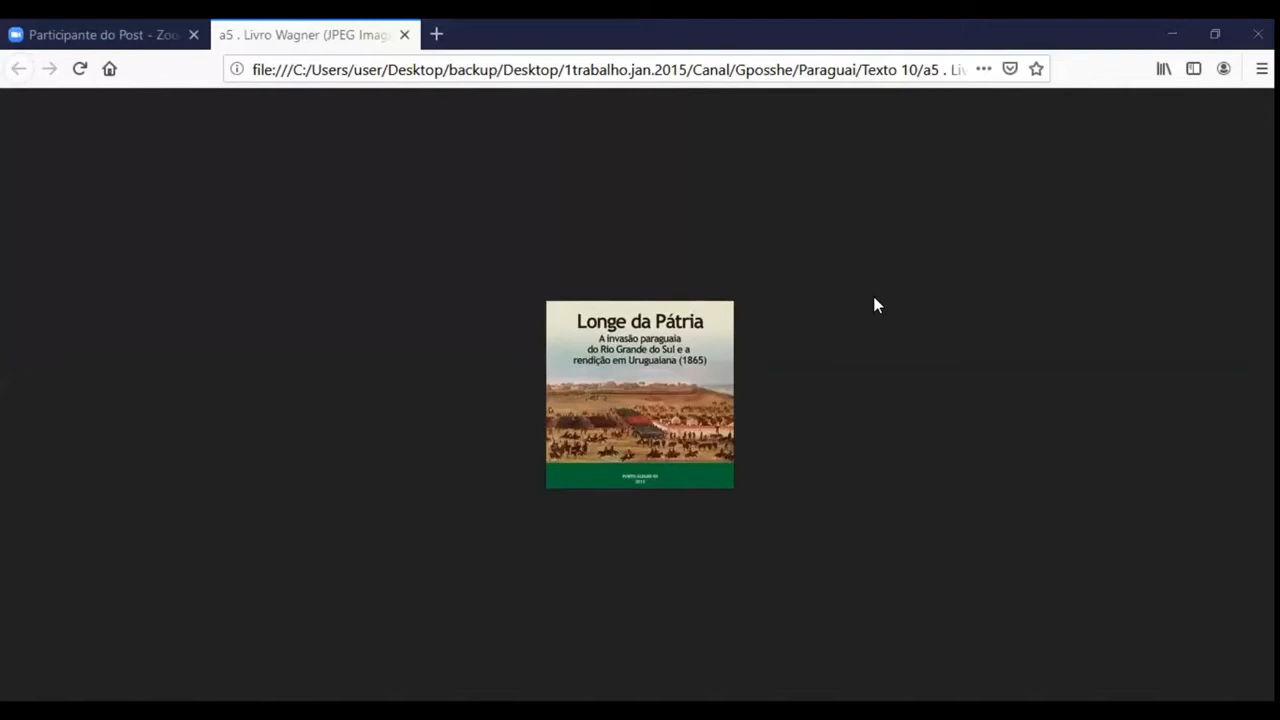 Participante do Post - Zoo
a5 . Livro Wagner (JPEG Imag
file:///C:/Users/user/Desktop/backup/Desktop/1trabalho.jan.2015/Canal/Gposshe/Paraguai/Texto 10/a5 . Liv
Longe da Pátria
A invasão paraguaia
do Rio Grande do Sul e a
rendição em Uruguaiana (1865)